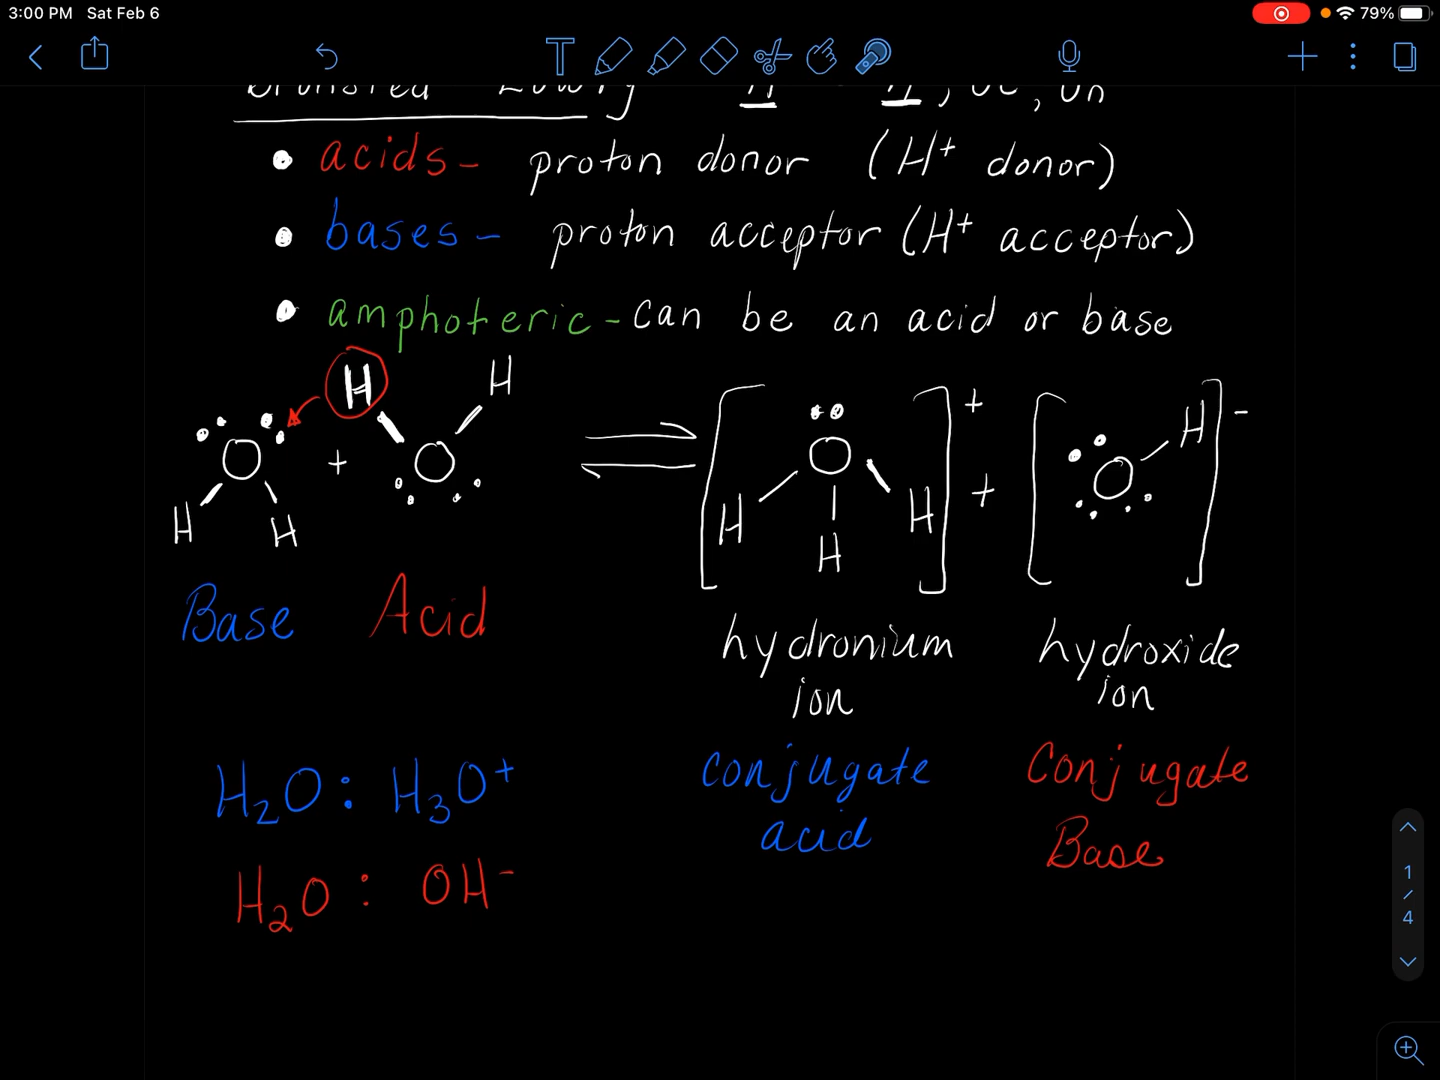 3:00 PM Sat Feb 6
79%
T
• acids - proton donor (H+ donor)
• bases - proton acceptor (H+ acceptor)
• amphoteric - can be an acid or base
H H
O + O ⇌ [O]+ + [O H]-
H H H H H
Base Acid
hydronium ion
hydroxide ion
conjugate acid
Conjugate Base
H2O : H3O+
H2O : OH-
1
/
4